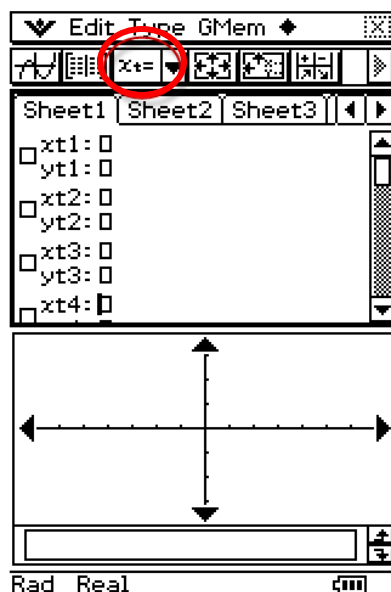 Edit Type GMem
xt=
Sheet1 Sheet2 Sheet3
xt1:
yt1:
xt2:
yt2:
xt3:
yt3:
xt4:
Rad Real